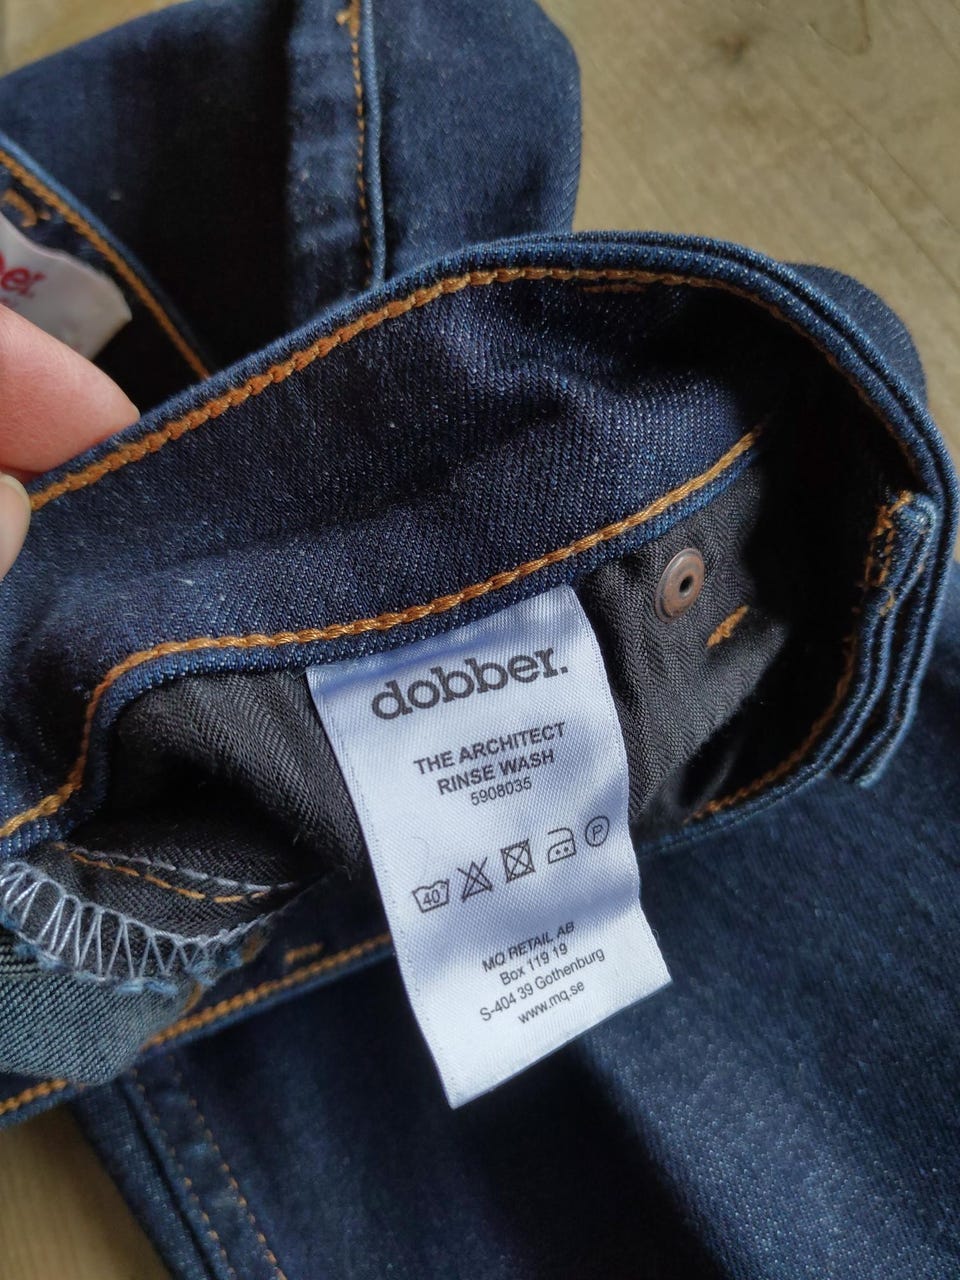 dobber.
THE ARCHITECT
RINSE WASH
5908035
40
P
MQ RETAIL AB
Box 119 19
S-404 39 Gothenburg
www.mq.se